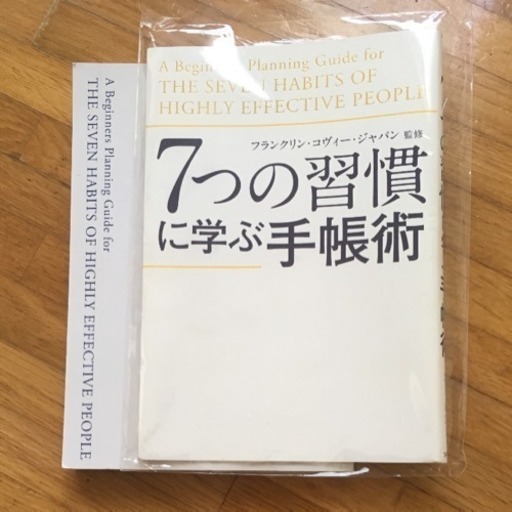 A Beginners Planning Guide for
THE SEVEN HABITS OF
HIGHLY EFFECTIVE PEOPLE
フランクリン・コヴィー・ジャパン 監修
7つの習慣
に学ぶ手帳術
A Beginners Planning Guide for
THE SEVEN HABITS OF HIGHLY EFFECTIVE PEOPLE